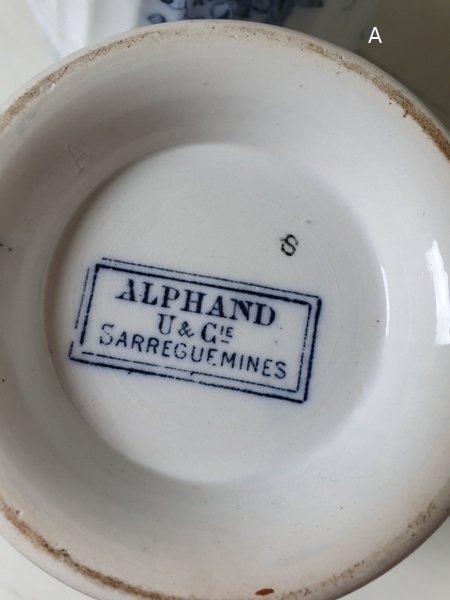 A
A
S
ALPHAND
U & CIE
SARREGUEMINES